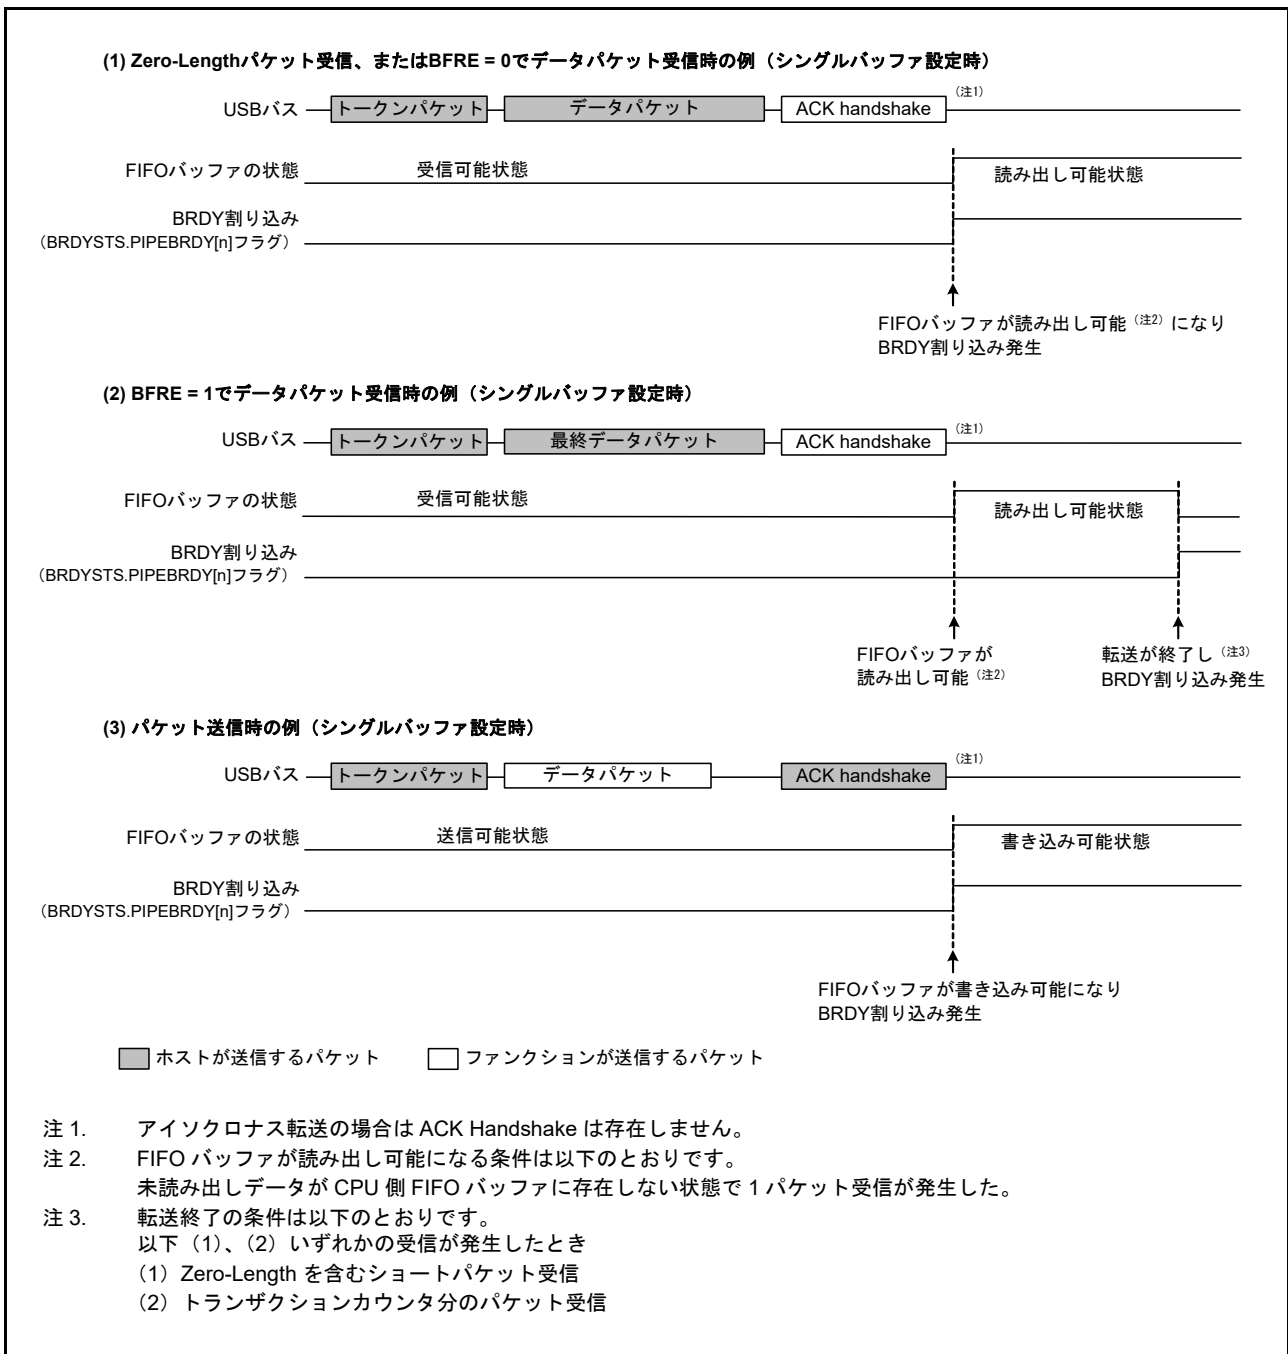 (1) Zero-Lengthパケット受信、またはBFRE = 0でデータパケット受信時の例（シングルバッファ設定時）
USBバス トークンパケット データパケット ACK handshake （注1）
FIFOバッファの状態 受信可能状態 読み出し可能状態
BRDY割り込み
（BRDYSTS.PIPEBRDY[n]フラグ）
FIFOバッファが読み出し可能（注2）になり
BRDY割り込み発生
(2) BFRE = 1でデータパケット受信時の例（シングルバッファ設定時）
USBバス トークンパケット 最終データパケット ACK handshake （注1）
FIFOバッファの状態 受信可能状態 読み出し可能状態
BRDY割り込み
（BRDYSTS.PIPEBRDY[n]フラグ）
FIFOバッファが 転送が終了し（注3）
読み出し可能（注2） BRDY割り込み発生
(3) パケット送信時の例（シングルバッファ設定時）
USBバス トークンパケット データパケット ACK handshake （注1）
FIFOバッファの状態 送信可能状態 書き込み可能状態
BRDY割り込み
（BRDYSTS.PIPEBRDY[n]フラグ）
FIFOバッファが書き込み可能になり
BRDY割り込み発生
ホストが送信するパケット ファンクションが送信するパケット
注 1. アイソクロナス転送の場合は ACK Handshake は存在しません。
注 2. FIFO バッファが読み出し可能になる条件は以下のとおりです。
未読み出しデータが CPU 側 FIFO バッファに存在しない状態で 1 パケット受信が発生した。
注 3. 転送終了の条件は以下のとおりです。
以下（1）、（2）いずれかの受信が発生したとき
（1）Zero-Length を含むショートパケット受信
（2）トランザクションカウンタ分のパケット受信